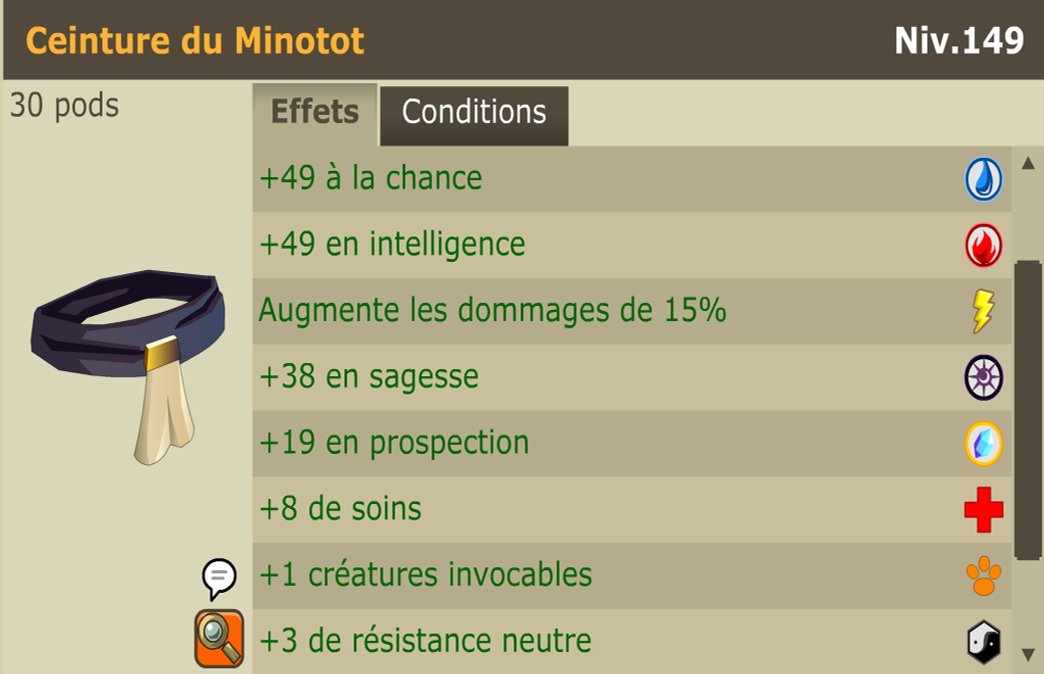 Ceinture du Minotot
Niv.149
30 pods
Effets
Conditions
+49 à la chance
+49 en intelligence
Augmente les dommages de 15%
+38 en sagesse
+19 en prospection
+8 de soins
+1 créatures invocables
+3 de résistance neutre